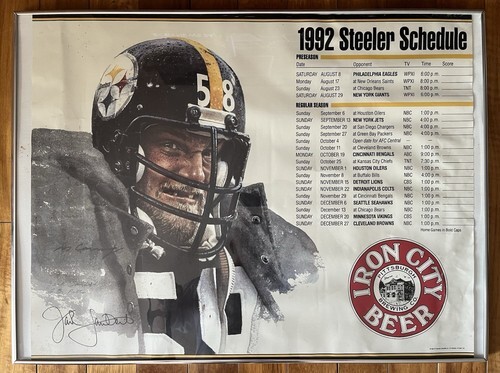 1992 Steeler Schedule
PRESEASON
Date Opponent TV Time Score
SATURDAY AUGUST 8 PHILADELPHIA EAGLES WPXI 6:00 p.m.
Monday August 17 at New Orleans Saints WPXI 8:00 p.m.
Sunday August 23 at Chicago Bears TNT 8:00 p.m.
SATURDAY AUGUST 29 NEW YORK GIANTS WPXI 6:00 p.m.
REGULAR SEASON
Sunday September 6 at Houston Oilers NBC 1:00 p.m.
SUNDAY SEPTEMBER 13 NEW YORK JETS NBC 4:00 p.m.
Sunday September 20 at San Diego Chargers NBC 4:00 p.m.
Sunday September 27 at Green Bay Packers NBC 1:00 p.m.
Sunday October 4 Open date for AFC Central
Sunday October 11 at Cleveland Browns NBC 1:00 p.m.
MONDAY OCTOBER 19 CINCINNATI BENGALS ABC 9:00 p.m.
Sunday October 25 at Kansas City Chiefs TNT 7:30 p.m.
SUNDAY NOVEMBER 1 HOUSTON OILERS NBC 1:00 p.m.
Sunday November 8 at Buffalo Bills NBC 4:00 p.m.
SUNDAY NOVEMBER 15 DETROIT LIONS CBS 1:00 p.m.
SUNDAY NOVEMBER 22 INDIANAPOLIS COLTS NBC 1:00 p.m.
Sunday November 29 at Cincinnati Bengals NBC 1:00 p.m.
SUNDAY DECEMBER 6 SEATTLE SEAHAWKS NBC 1:00 p.m.
Sunday December 13 at Chicago Bears NBC 1:00 p.m.
SUNDAY DECEMBER 20 MINNESOTA VIKINGS CBS 1:00 p.m.
SUNDAY DECEMBER 27 CLEVELAND BROWNS NBC 1:00 p.m.
Home Games in Bold Caps
58
IRON CITY
PITTSBURGH
BREWING CO.
BEER
Jack Lambert